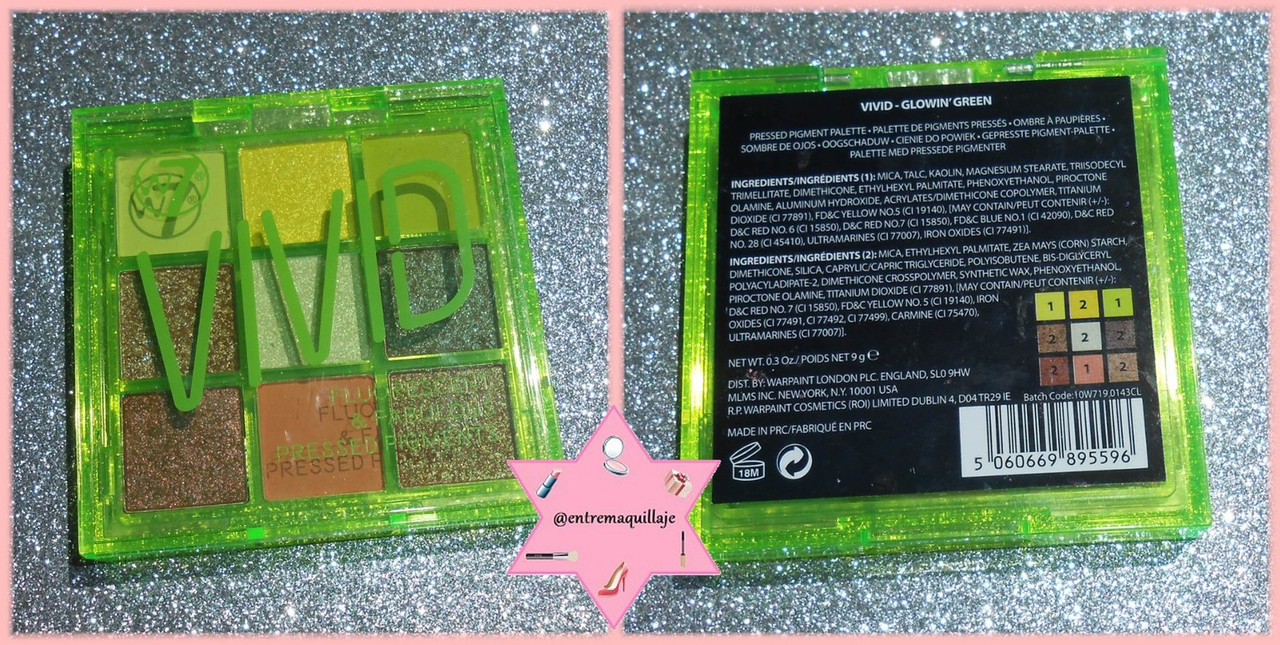 W7
®
VIVID
FLUO
&
PRESSED PIGMENTS
VIVID - GLOWIN' GREEN
PRESSED PIGMENT PALETTE • PALETTE DE PIGMENTS PRESSÉS • OMBRE À PAUPIÈRES •
SOMBRE DE OJOS • OOGSCHADUW • CIENIE DO POWIEK • GEPRESSTE PIGMENT-PALETTE •
PALETTE MED PRESSEDE PIGMENTER
INGREDIENTS/INGRÉDIENTS (1): MICA, TALC, KAOLIN, MAGNESIUM STEARATE, TRIISODECYL
TRIMELLITATE, DIMETHICONE, ETHYLHEXYL PALMITATE, PHENOXYETHANOL, PIROCTONE
OLAMINE, ALUMINUM HYDROXIDE, ACRYLATES/DIMETHICONE COPOLYMER, TITANIUM
DIOXIDE (CI 77891), FD&C YELLOW NO.5 (CI 19140), [MAY CONTAIN/PEUT CONTENIR (+/-):
D&C RED NO. 6 (CI 15850), D&C RED NO.7 (CI 15850), FD&C BLUE NO.1 (CI 42090), D&C RED
NO. 28 (CI 45410), ULTRAMARINES (CI 77007), IRON OXIDES (CI 77491)].
INGREDIENTS/INGRÉDIENTS (2): MICA, ETHYLHEXYL PALMITATE, ZEA MAYS (CORN) STARCH,
DIMETHICONE, SILICA, CAPRYLIC/CAPRIC TRIGLYCERIDE, POLYISOBUTENE, BIS-DIGLYCERYL
POLYACYLADIPATE-2, DIMETHICONE CROSSPOLYMER, SYNTHETIC WAX, PHENOXYETHANOL,
PIROCTONE OLAMINE, TITANIUM DIOXIDE (CI 77891), [MAY CONTAIN/PEUT CONTENIR (+/-):
D&C RED NO. 7 (CI 15850), FD&C YELLOW NO.5 (CI 19140), IRON
OXIDES (CI 77491, CI 77492, CI 77499), CARMINE (CI 75470),
ULTRAMARINES (CI 77007)].
1 2 1
2 2 2
2 1 2
NET WT. 0.3 Oz./ POIDS NET 9 g ℮
DIST. BY: WARPAINT LONDON PLC. ENGLAND, SL0 9HW
MLMS INC. NEW YORK, N.Y. 10001 USA
R.P. WARPAINT COSMETICS (ROI) LIMITED DUBLIN 4, D04 TR29 IE
Batch Code:10W719.0143CL
MADE IN PRC/FABRIQUÉ EN PRC
18M
5 060669 895596
@entremaquillaje